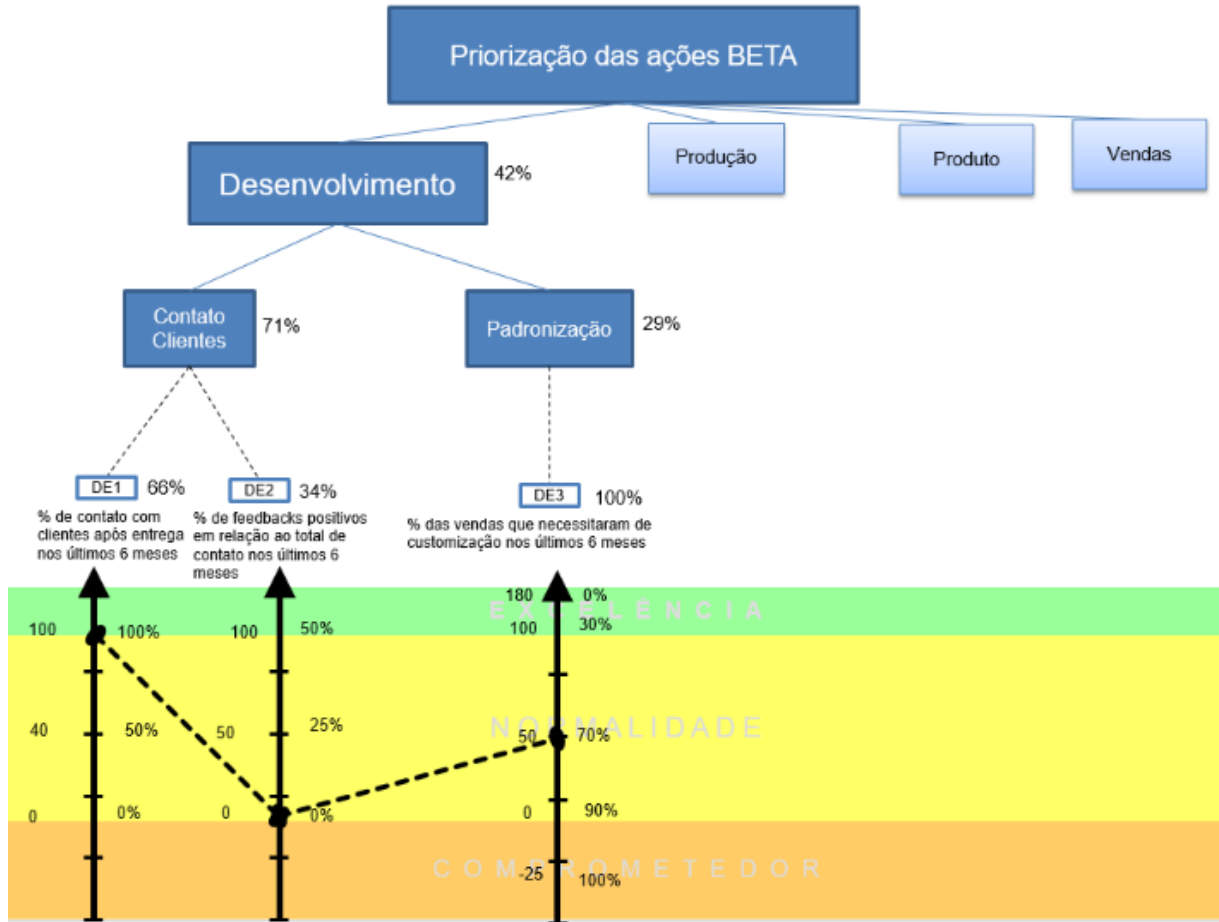 Priorização das ações BETA
Produção
Produto
Vendas
Desenvolvimento
42%
Contato
Clientes
71%
Padronização
29%
DE1
66%
% de contato com
clientes após entrega
nos últimos 6 meses
DE2
34%
% de feedbacks positivos
em relação ao total de
contato nos últimos 6
meses
DE3
100%
% das vendas que necessitaram de
customização nos últimos 6 meses
180
0%
EXCELÊNCIA
100
100%
100
50%
100
30%
40
50%
50
25%
50
70%
NORMALIDADE
0
0%
0
0%
0
90%
COMPROMETEDOR
-25
100%